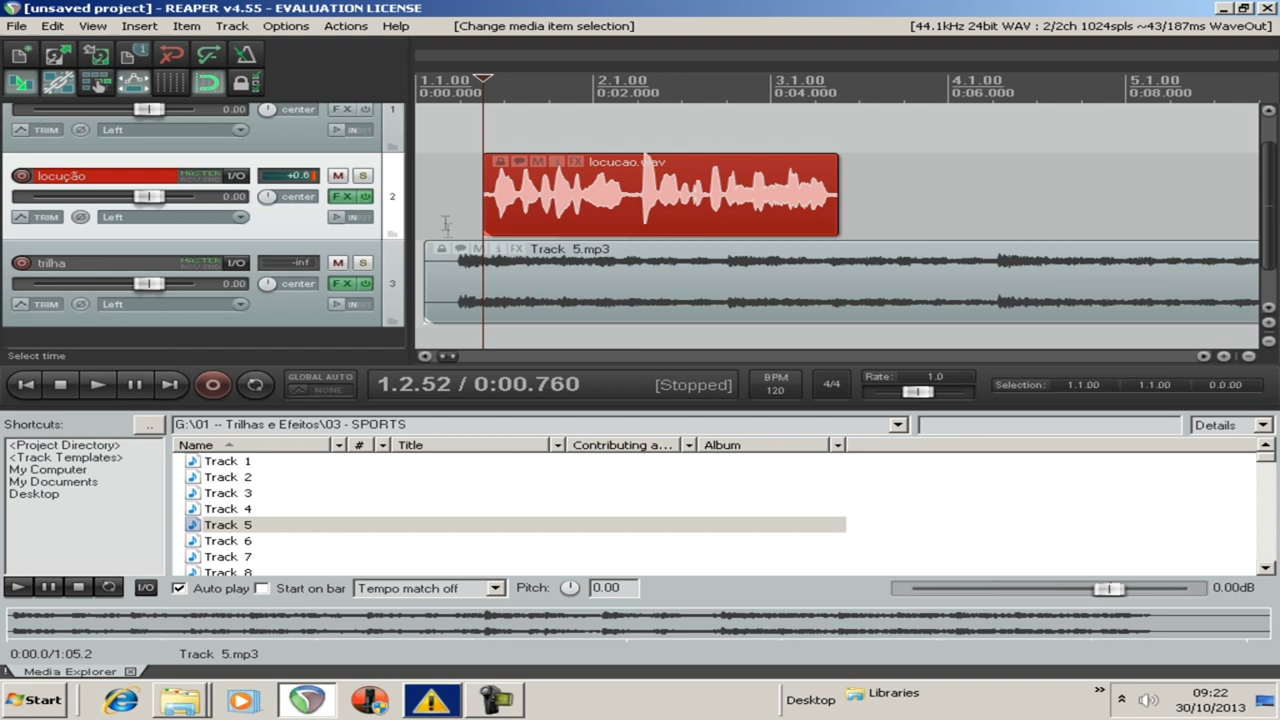 [unsaved project] - REAPER v4.55 - EVALUATION LICENSE
File Edit View Insert Item Track Options Actions Help [Change media item selection] [44.1kHz 24bit WAV : 2/2ch 1024spls ~43/187ms WaveOut]
1.1.00 2.1.00 3.1.00 4.1.00 5.1.00
0:00.000 0:02.000 0:04.000 0:06.000 0:08.000
0.00 center FX 1
TRIM Left IN
locução MASTER I/O +0.6 M S
0.00 center FX 2
TRIM Left IN
M i FX locucao.wav
trilha MASTER I/O -inf M S
0.00 center FX 3
TRIM Left IN
M i FX Track 5.mp3
Select time
GLOBAL AUTO
NONE
1.2.52 / 0:00.760 [Stopped]
BPM
120
4/4
Rate: 1.0
Selection: 1.1.00 1.1.00 0.0.00
Shortcuts: .. G:\01 -- Trilhas e Efeitos\03 - SPORTS Details
<Project Directory>
<Track Templates>
My Computer
My Documents
Desktop
Name # Title Contributing a... Album
Track 1
Track 2
Track 3
Track 4
Track 5
Track 6
Track 7
Track 8
I/O Auto play Start on bar Tempo match off Pitch: 0.00 0.00dB
0:00.0/1:05.2 Track 5.mp3
! Media Explorer
Start Desktop Libraries » 09:22
30/10/2013